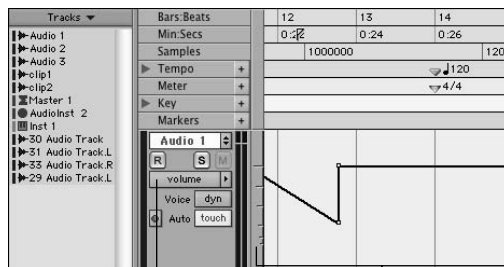 Tracks
Audio 1
Audio 2
Audio 3
clip1
clip2
Master 1
AudioInst 2
Inst 1
30 Audio Track
31 Audio Track.L
33 Audio Track.R
29 Audio Track.L
Bars:Beats 12 13 14
Min:Secs 0:24 0:26
Samples 1000000 120
Tempo + 120
Meter + 4/4
Key +
Markers +
Audio 1
R S M
volume
Voice dyn
Auto touch